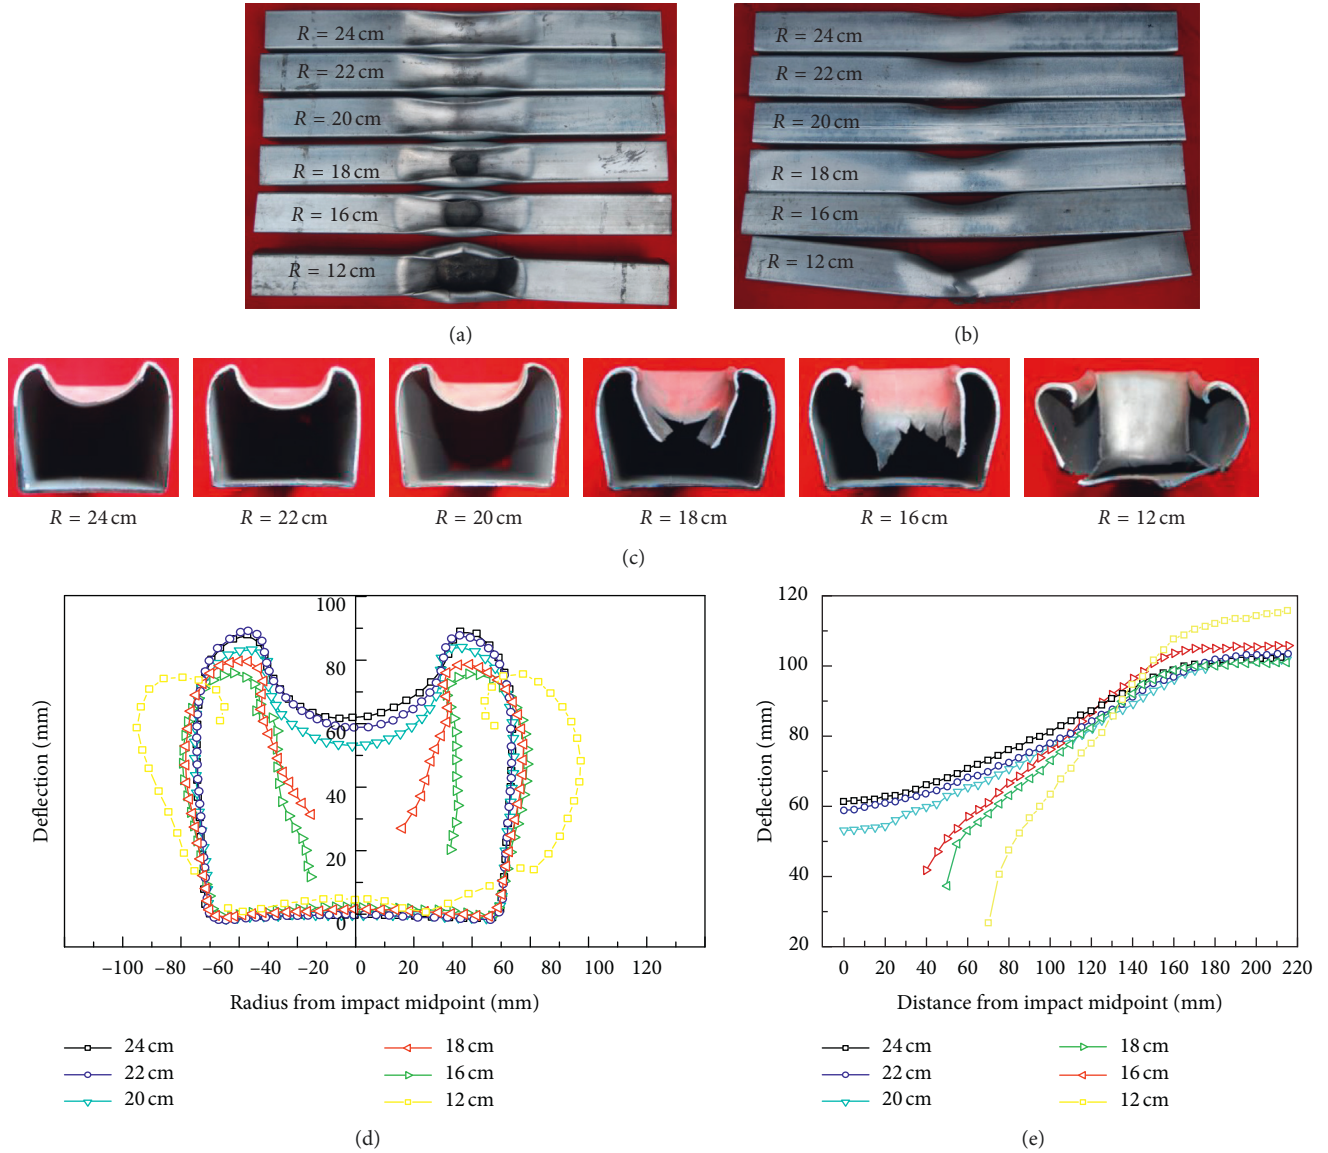 R = 24 cm
R = 22 cm
R = 20 cm
R = 18 cm
R = 16 cm
R = 12 cm
(a)
R = 24 cm
R = 22 cm
R = 20 cm
R = 18 cm
R = 16 cm
R = 12 cm
(b)
R = 24 cm
R = 22 cm
R = 20 cm
R = 18 cm
R = 16 cm
R = 12 cm
(c)
100
80
60
40
20
0
Deflection (mm)
–100 –80 –60 –40 –20 0 20 40 60 80 100 120
Radius from impact midpoint (mm)
24 cm
22 cm
20 cm
18 cm
16 cm
12 cm
(d)
120
100
80
60
40
20
Deflection (mm)
0 20 40 60 80 100 120 140 160 180 200 220
Distance from impact midpoint (mm)
24 cm
22 cm
20 cm
18 cm
16 cm
12 cm
(e)